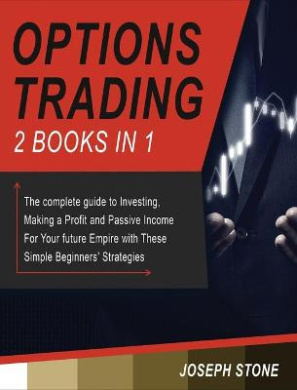 OPTIONS
TRADING
2 BOOKS IN 1
The complete guide to Investing,
Making a Profit and Passive Income
For Your future Empire with These
Simple Beginners' Strategies
JOSEPH STONE